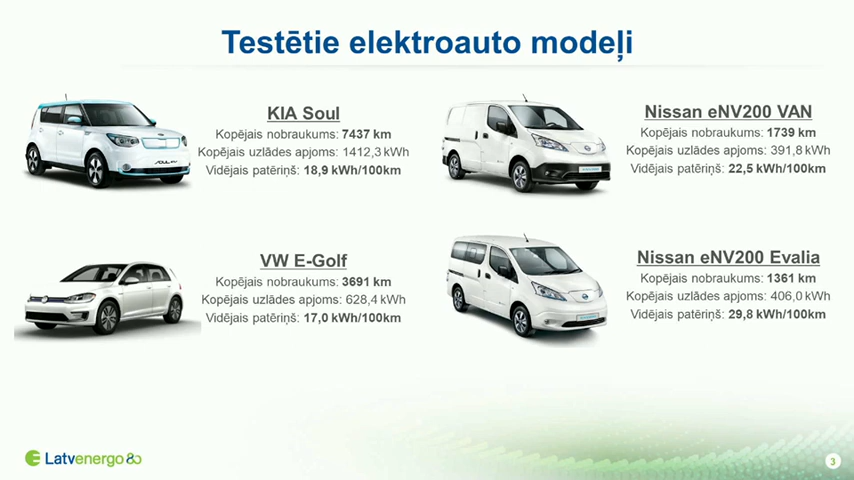 Testētie elektroauto modeļi
KIA Soul
Kopējais nobraukums: 7437 km
Kopējais uzlādes apjoms: 1412,3 kWh
Vidējais patēriņš: 18,9 kWh/100km
Nissan eNV200 VAN
Kopējais nobraukums: 1739 km
Kopējais uzlādes apjoms: 391,8 kWh
Vidējais patēriņš: 22,5 kWh/100km
VW E-Golf
Kopējais nobraukums: 3691 km
Kopējais uzlādes apjoms: 628,4 kWh
Vidējais patēriņš: 17,0 kWh/100km
Nissan eNV200 Evalia
Kopējais nobraukums: 1361 km
Kopējais uzlādes apjoms: 406,0 kWh
Vidējais patēriņš: 29,8 kWh/100km
Latvenergo 80
3